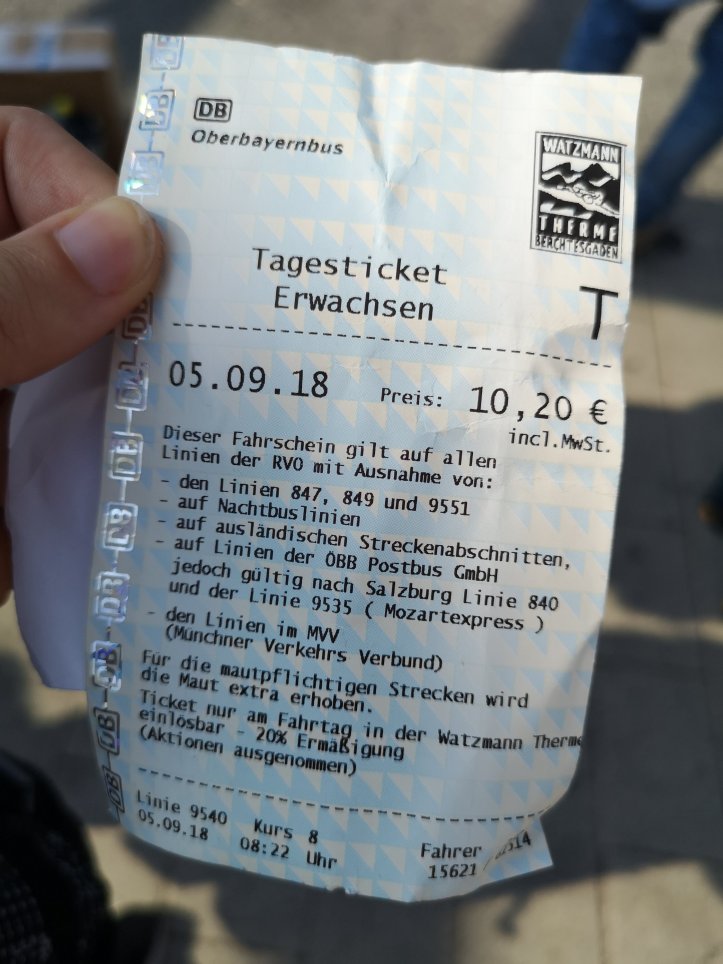 DB
Oberbayernbus
WATZMANN
THERME
BERCHTESGADEN
Tagesticket
Erwachsen
T
05.09.18 Preis: 10,20 €
incl.MwSt.
Dieser Fahrschein gilt auf allen
Linien der RVO mit Ausnahme von:
- den Linien 847, 849 und 9551
- auf Nachtbuslinien
- auf ausländischen Streckenabschnitten,
- auf Linien der ÖBB Postbus GmbH
jedoch gültig nach Salzburg Linie 840
und der Linie 9535 ( Mozartexpress )
- den Linien im MVV
(Münchner Verkehrs Verbund)
Für die mautpflichtigen Strecken wird
die Maut extra erhoben.
Ticket nur am Fahrtag in der Watzmann Therme
einlösbar - 20% Ermäßigung
(Aktionen ausgenommen)
Linie 9540 Kurs 8 Fahrer
05.09.18 08:22 Uhr 15621